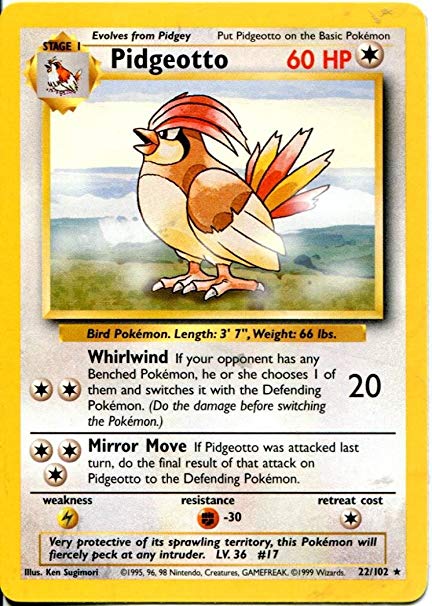 Evolves from Pidgey Put Pidgeotto on the Basic Pokémon
STAGE 1
Pidgeotto 60 HP
Bird Pokémon. Length: 3' 7", Weight: 66 lbs.
Whirlwind If your opponent has any
Benched Pokémon, he or she chooses 1 of
them and switches it with the Defending
Pokémon. (Do the damage before switching
the Pokémon.)
20
Mirror Move If Pidgeotto was attacked last
turn, do the final result of that attack on
Pidgeotto to the Defending Pokémon.
weakness resistance retreat cost
-30
Very protective of its sprawling territory, this Pokémon will
fiercely peck at any intruder. LV. 36 #17
Illus. Ken Sugimori ©1995, 96, 98 Nintendo, Creatures, GAMEFREAK. ©1999 Wizards. 22/102 ★